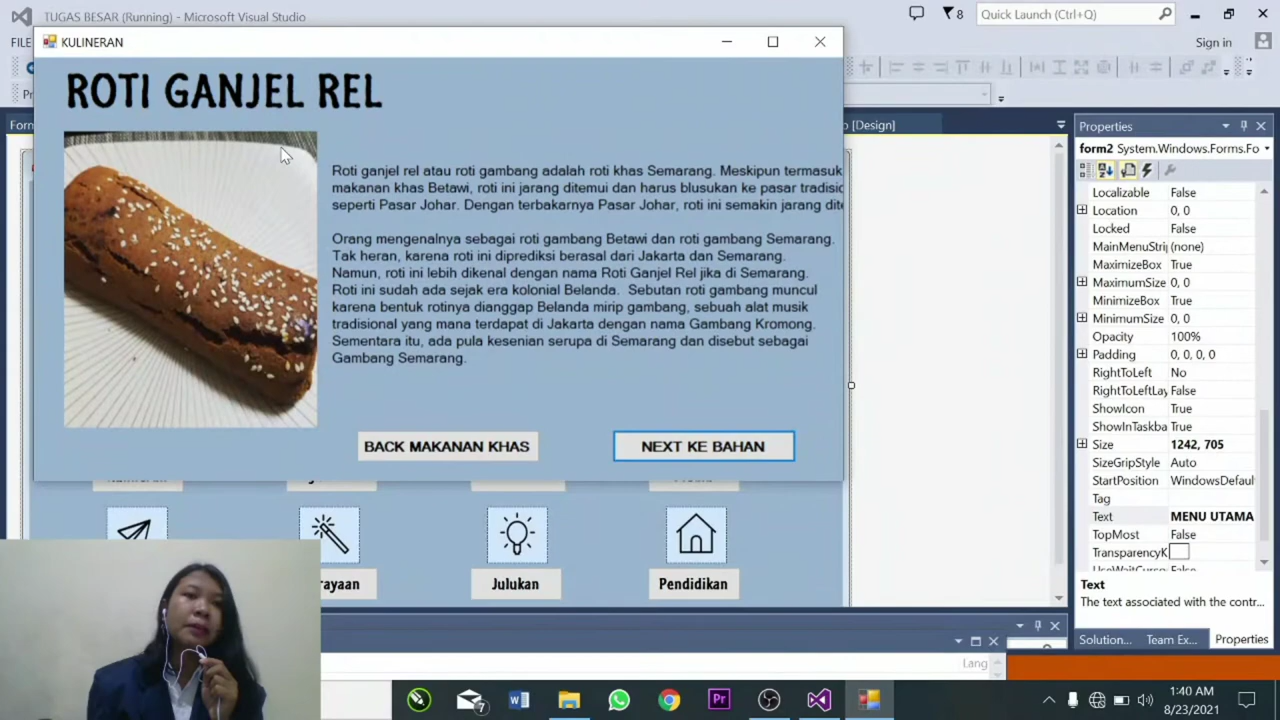 TUGAS BESAR (Running) - Microsoft Visual Studio
8
Quick Launch (Ctrl+Q)
FILE
Sign in
KULINERAN
ROTI GANJEL REL
Roti ganjel rel atau roti gambang adalah roti khas Semarang. Meskipun termasuk
makanan khas Betawi, roti ini jarang ditemui dan harus blusukan ke pasar tradisio
seperti Pasar Johar. Dengan terbakarnya Pasar Johar, roti ini semakin jarang dite
Orang mengenalnya sebagai roti gambang Betawi dan roti gambang Semarang.
Tak heran, karena roti ini diprediksi berasal dari Jakarta dan Semarang.
Namun, roti ini lebih dikenal dengan nama Roti Ganjel Rel jika di Semarang.
Roti ini sudah ada sejak era kolonial Belanda.  Sebutan roti gambang muncul
karena bentuk rotinya dianggap Belanda mirip gambang, sebuah alat musik
tradisional yang mana terdapat di Jakarta dengan nama Gambang Kromong.
Sementara itu, ada pula kesenian serupa di Semarang dan disebut sebagai
Gambang Semarang.
BACK MAKANAN KHAS
NEXT KE BAHAN
rayaan
Julukan
Pendidikan
Pr
Form
[Design]
Properties
form2 System.Windows.Forms.Fo
Localizable False
Location 0, 0
Locked False
MainMenuStrip (none)
MaximizeBox True
MaximumSize 0, 0
MinimizeBox True
MinimumSize 0, 0
Opacity 100%
Padding 0, 0, 0, 0
RightToLeft No
RightToLeftLay False
ShowIcon True
ShowInTaskba True
Size 1242, 705
SizeGripStyle Auto
StartPosition WindowsDefaul
Tag
Text MENU UTAMA
TopMost False
TransparencyK
Text
The text associated with the contr...
Solution... Team Ex... Properties
Lang
7
Pr
1:40 AM
8/23/2021